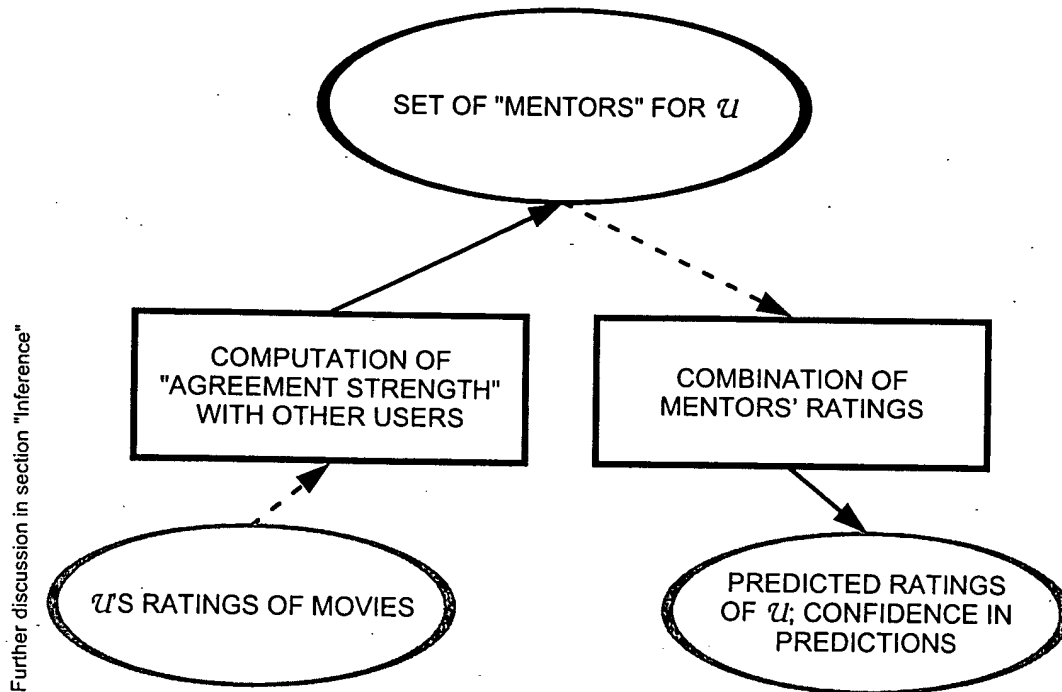 SET OF "MENTORS" FOR U
COMPUTATION OF
"AGREEMENT STRENGTH"
WITH OTHER USERS
COMBINATION OF
MENTORS' RATINGS
U'S RATINGS OF MOVIES
PREDICTED RATINGS
OF U; CONFIDENCE IN
PREDICTIONS
Further discussion in section "Inference"